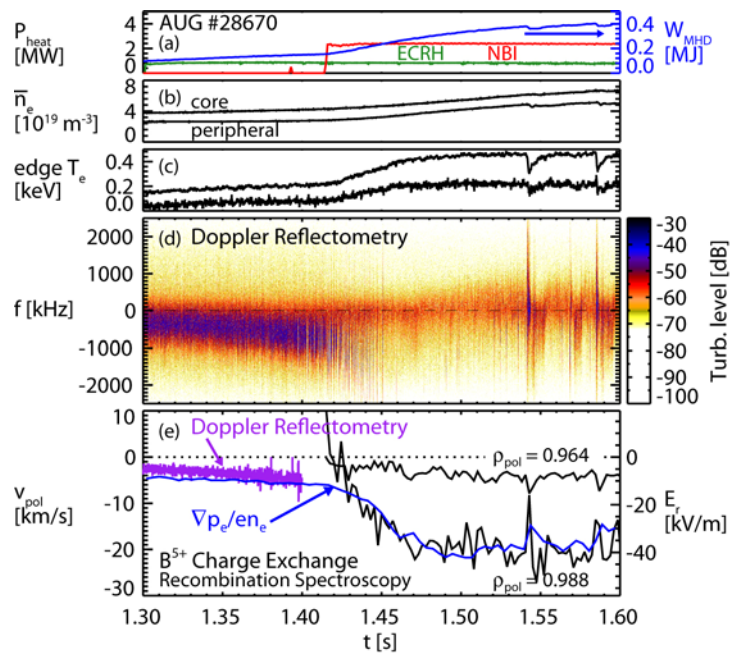 AUG #28670
P_heat
[MW]
(a)
4
2
0
ECRH
NBI
0.4
0.2
0.0
W_MHD
[MJ]
n̅_e
[10^19 m^-3]
(b)
8
4
0
core
peripheral
edge T_e
[keV]
(c)
0.4
0.2
0.0
(d) Doppler Reflectometry
f [kHz]
2000
1000
0
-1000
-2000
-30
-40
-50
-60
-70
-80
-90
-100
Turb. level [dB]
(e)
Doppler Reflectometry
v_pol
[km/s]
10
0
-10
-20
-30
ρ_pol = 0.964
∇p_e/en_e
B^5+ Charge Exchange
Recombination Spectroscopy
ρ_pol = 0.988
0
-20
-40
E_r
[kV/m]
1.30 1.35 1.40 1.45 1.50 1.55 1.60
t [s]